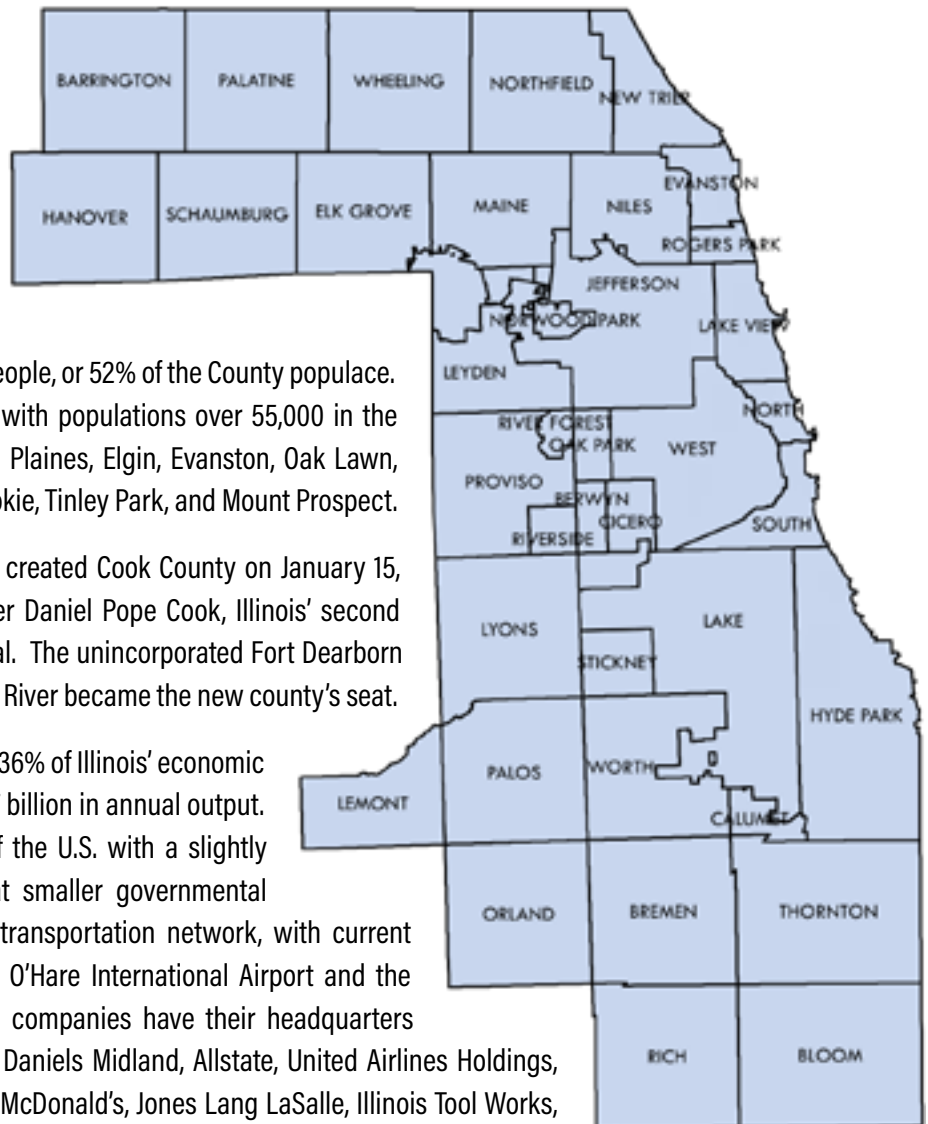 BARRINGTON PALATINE WHEELING NORTHFIELD NEW TRIER
HANOVER SCHAUMBURG ELK GROVE MAINE NILES EVANSTON
ROGERS PARK
JEFFERSON
NORWOOD PARK LAKE VIEW
LEYDEN
NORTH
RIVER FOREST
OAK PARK WEST
PROVISO
BERWYN
CICERO SOUTH
RIVERSIDE
LYONS LAKE
STICKNEY
HYDE PARK
PALOS WORTH
LEMONT
CALUMET
ORLAND BREMEN THORNTON
RICH BLOOM
eople, or 52% of the County populace.
with populations over 55,000 in the
Plaines, Elgin, Evanston, Oak Lawn,
okie, Tinley Park, and Mount Prospect.
created Cook County on January 15,
er Daniel Pope Cook, Illinois’ second
al. The unincorporated Fort Dearborn
River became the new county’s seat.
36% of Illinois’ economic
billion in annual output.
f the U.S. with a slightly
nt smaller governmental
transportation network, with current
O’Hare International Airport and the
companies have their headquarters
Daniels Midland, Allstate, United Airlines Holdings,
McDonald’s, Jones Lang LaSalle, Illinois Tool Works,